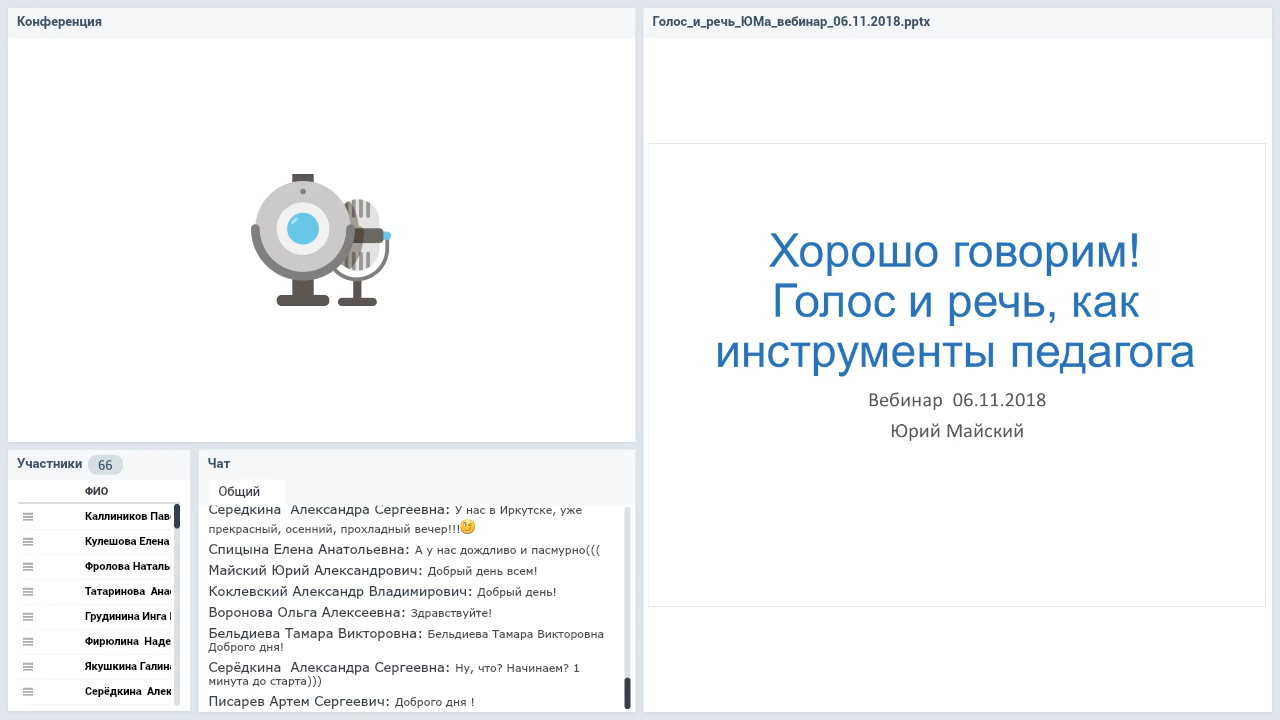 Конференция
Голос_и_речь_ЮМа_вебинар_06.11.2018.pptx
Хорошо говорим!
Голос и речь, как
инструменты педагога
Вебинар  06.11.2018
Юрий Майский
Участники 66
ФИО
Каллиников
Кулешова Елена
Фролова
Татаринова
Грудинина Инга
Фирюлина
Якушкина
Серёдкина
Чат
Общий
Серёдкина  Александра Сергеевна: У нас в Иркутске, уже
прекрасный, осенний, прохладный вечер!!!
Спицына Елена Анатольевна: А у нас дождливо и пасмурно(((
Майский Юрий Александрович: Добрый день всем!
Коклевский Александр Владимирович: Добрый день!
Воронова Ольга Алексеевна: Здравствуйте!
Бельдиева Тамара Викторовна: Бельдиева Тамара Викторовна
Доброго дня!
Серёдкина  Александра Сергеевна: Ну, что? Начинаем? 1
минута до старта)))
Писарев Артем Сергеевич: Доброго дня !